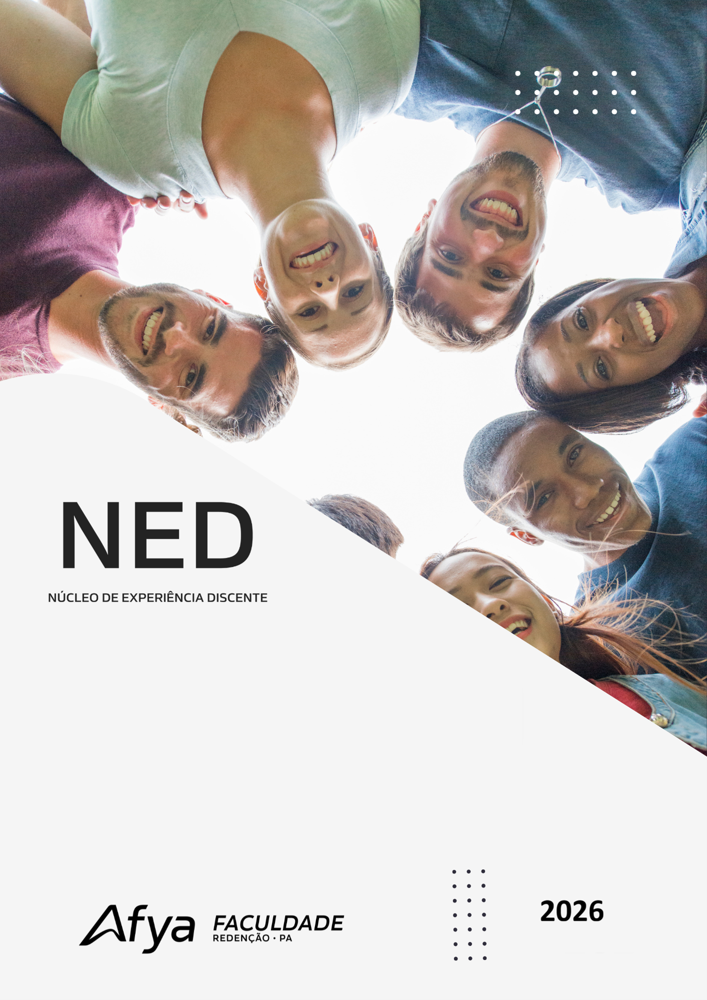 NED
NÚCLEO DE EXPERIÊNCIA DISCENTE
Afya FACULDADE
REDENÇÃO • PA
2026